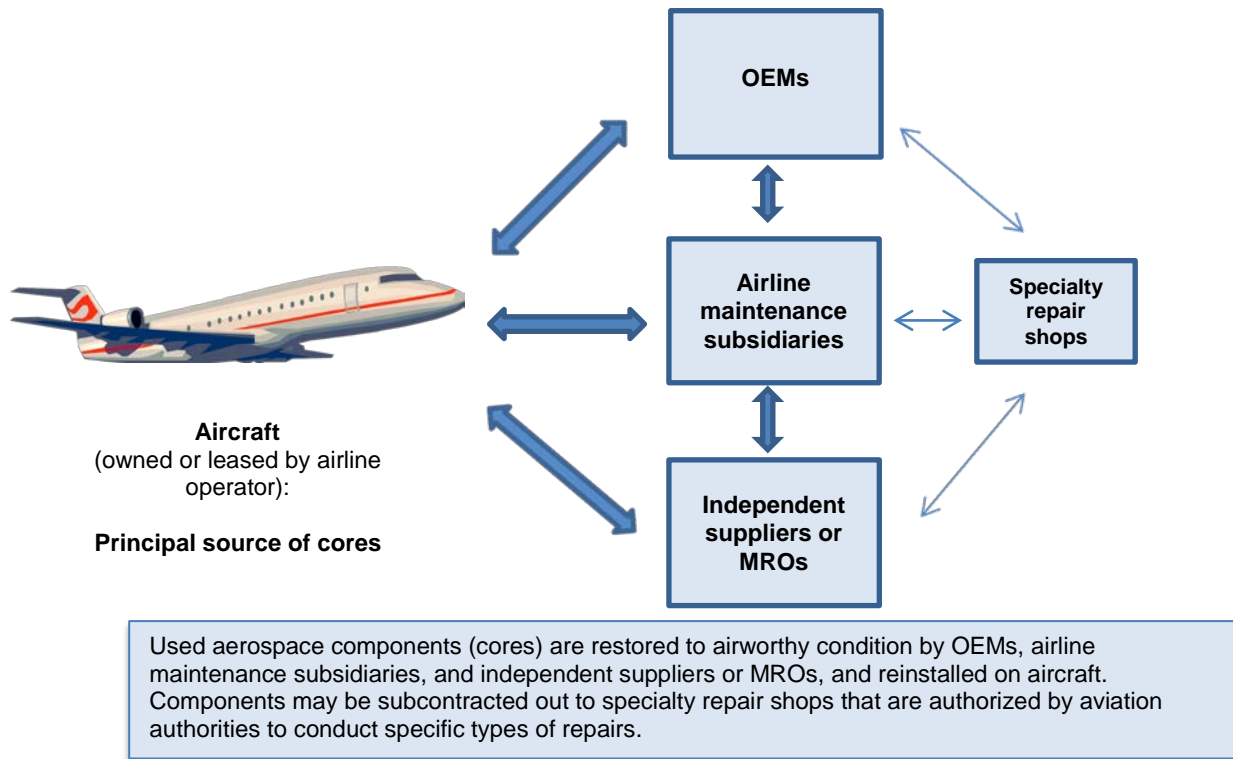 OEMs
Airline
maintenance
subsidiaries
Specialty
repair
shops
Aircraft
(owned or leased by airline
operator):
Principal source of cores
Independent
suppliers or
MROs
Used aerospace components (cores) are restored to airworthy condition by OEMs, airline
maintenance subsidiaries, and independent suppliers or MROs, and reinstalled on aircraft.
Components may be subcontracted out to specialty repair shops that are authorized by aviation
authorities to conduct specific types of repairs.